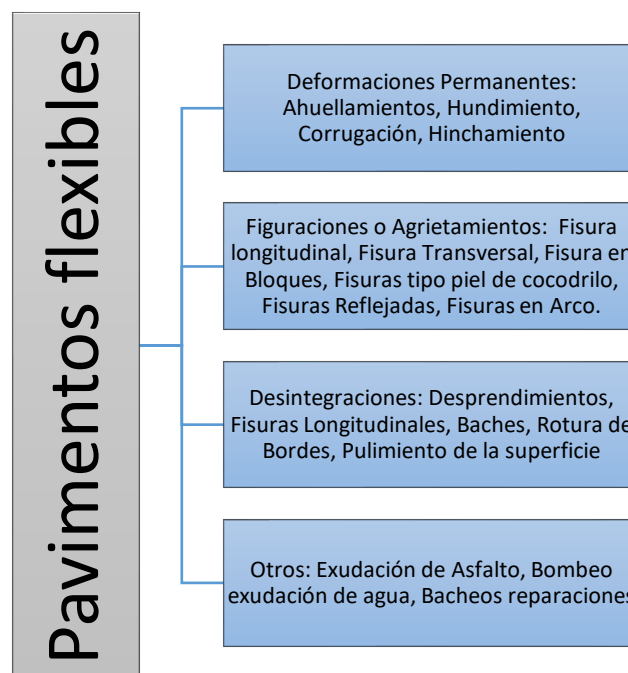 Pavimentos flexibles
Deformaciones Permanentes:
Ahuellamientos, Hundimiento,
Corrugación, Hinchamiento
Figuraciones o Agrietamientos: Fisura
longitudinal, Fisura Transversal, Fisura en
Bloques, Fisuras tipo piel de cocodrilo,
Fisuras Reflejadas, Fisuras en Arco.
Desintegraciones: Desprendimientos,
Fisuras Longitudinales, Baches, Rotura de
Bordes, Pulimiento de la superficie
Otros: Exudación de Asfalto, Bombeo
exudación de agua, Bacheos reparaciones